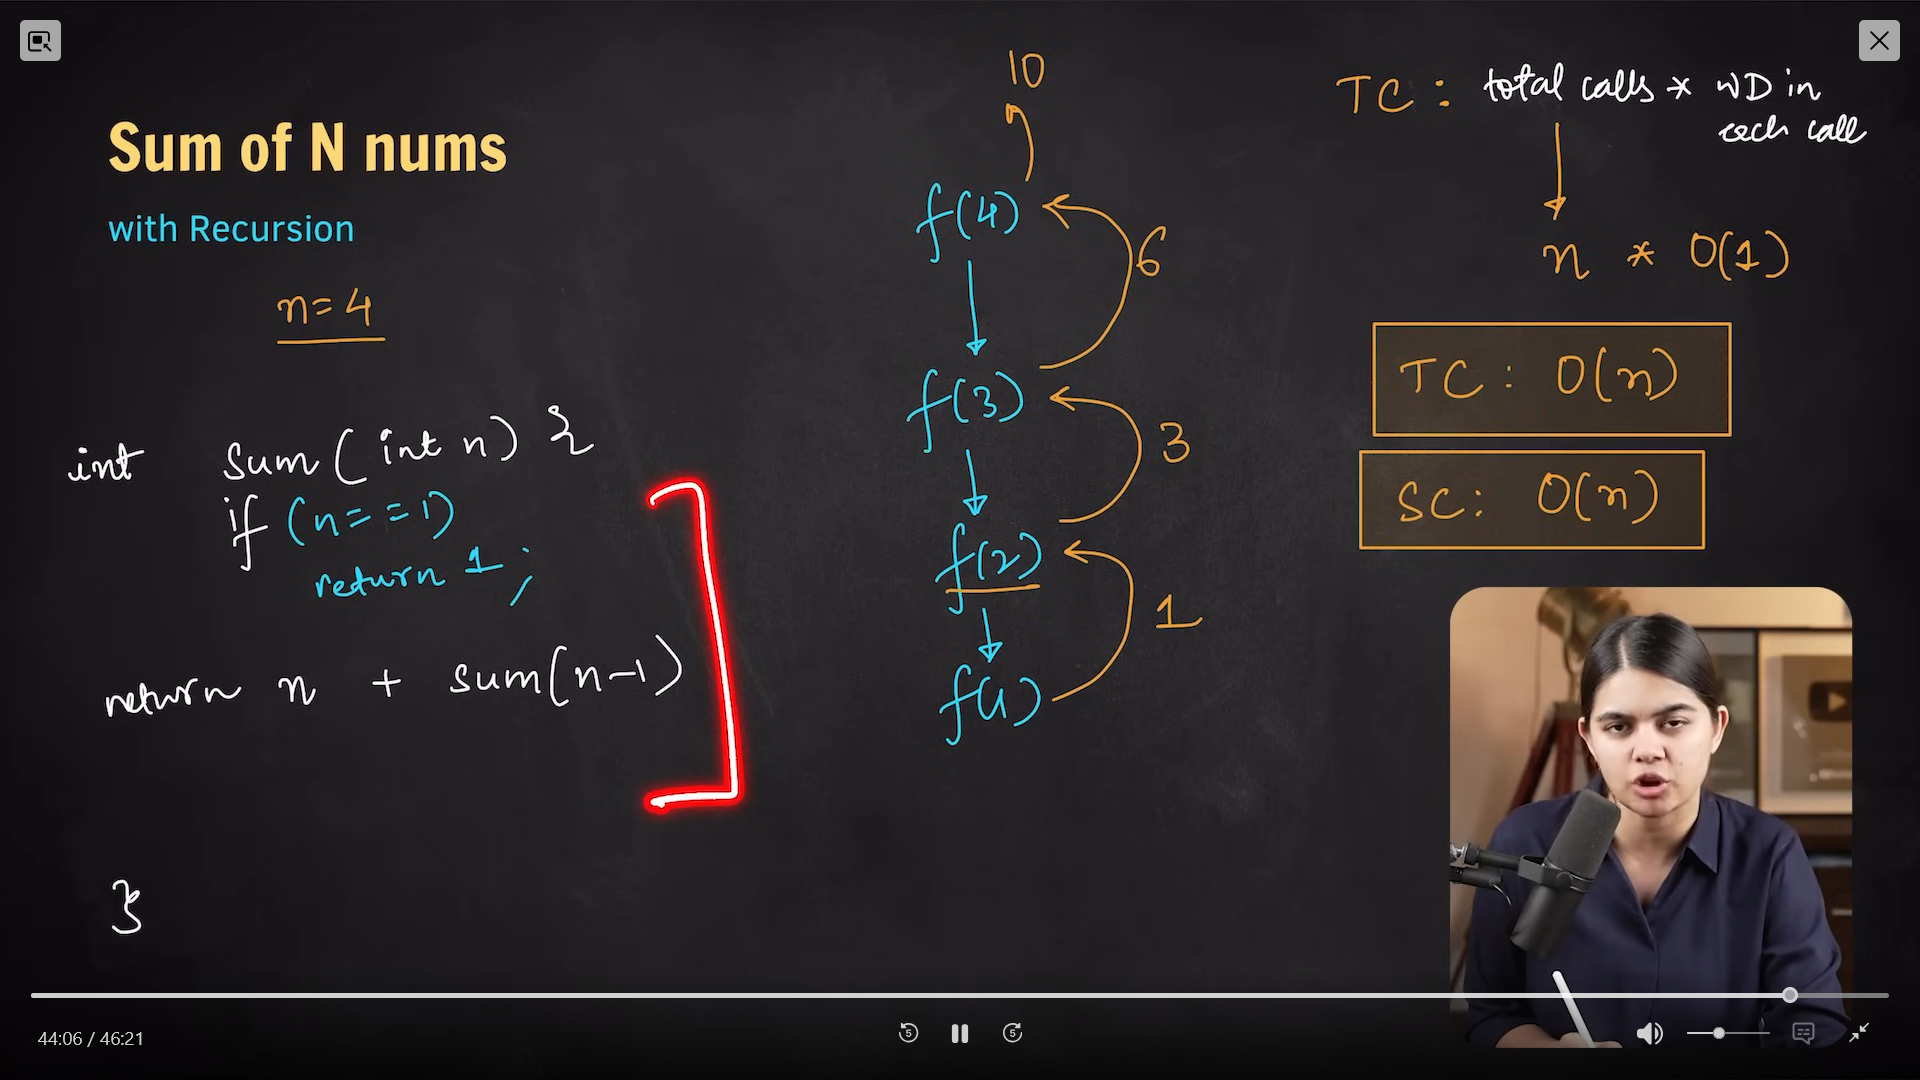 Sum of N nums
with Recursion
n=4
int sum(int n) {
if (n==1)
return 1;
return n + sum(n-1)
}
10
f(4)
6
f(3)
3
f(2)
1
f(1)
TC: total calls * WD in
each call
n * O(1)
TC: O(n)
SC: O(n)
44:06 / 46:21
5
5